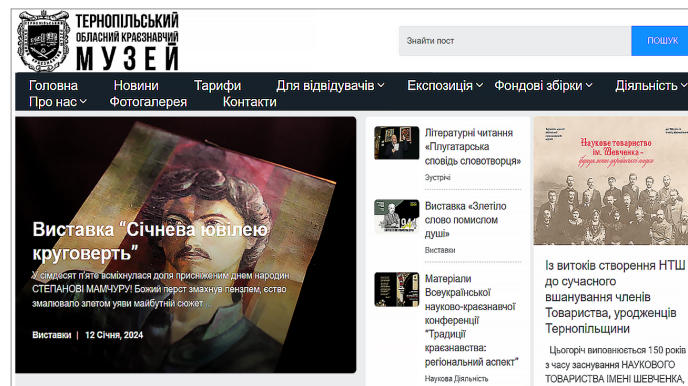 ТЕРНОПІЛЬСЬКИЙ
ОБЛАСНИЙ КРАЄЗНАВЧИЙ
МУЗЕЙ
Знайти пост
ПОШУК
Головна Новини Тарифи Для відвідувачів Експозиція Фондові збірки Діяльність
Про нас Фотогалерея Контакти
Виставка “Січнева ювілею
круговерть”
У сімдесят п’яте всміхнулася доля присніженим днем народин
СТЕПАНОВІ МАМЧУРУ! Божий перст змахнув пензлем, єство
змалювало злетом уяви майбутній сюжет…
Виставки | 12 Січня, 2024
Літературні читання
«Плугатарська
сповідь словотворця»
Зустрічі
Виставка «Злетіло
слово помислом
душі»
Виставки
Матеріали
Всеукраїнської
науково-краєзнавчої
конференції
“Традиції
краєзнавства:
регіональний аспект”
Наукова Діяльність
Наукове товариство
ім. Шевченка –
Із витоків створення НТШ
до сучасного
вшанування членів
Товариства, уродженців
Тернопільщини
Цьогоріч виповнюється 150 років
з часу заснування НАУКОВОГО
ТОВАРИСТВА ІМЕНІ ШЕВЧЕНКА,